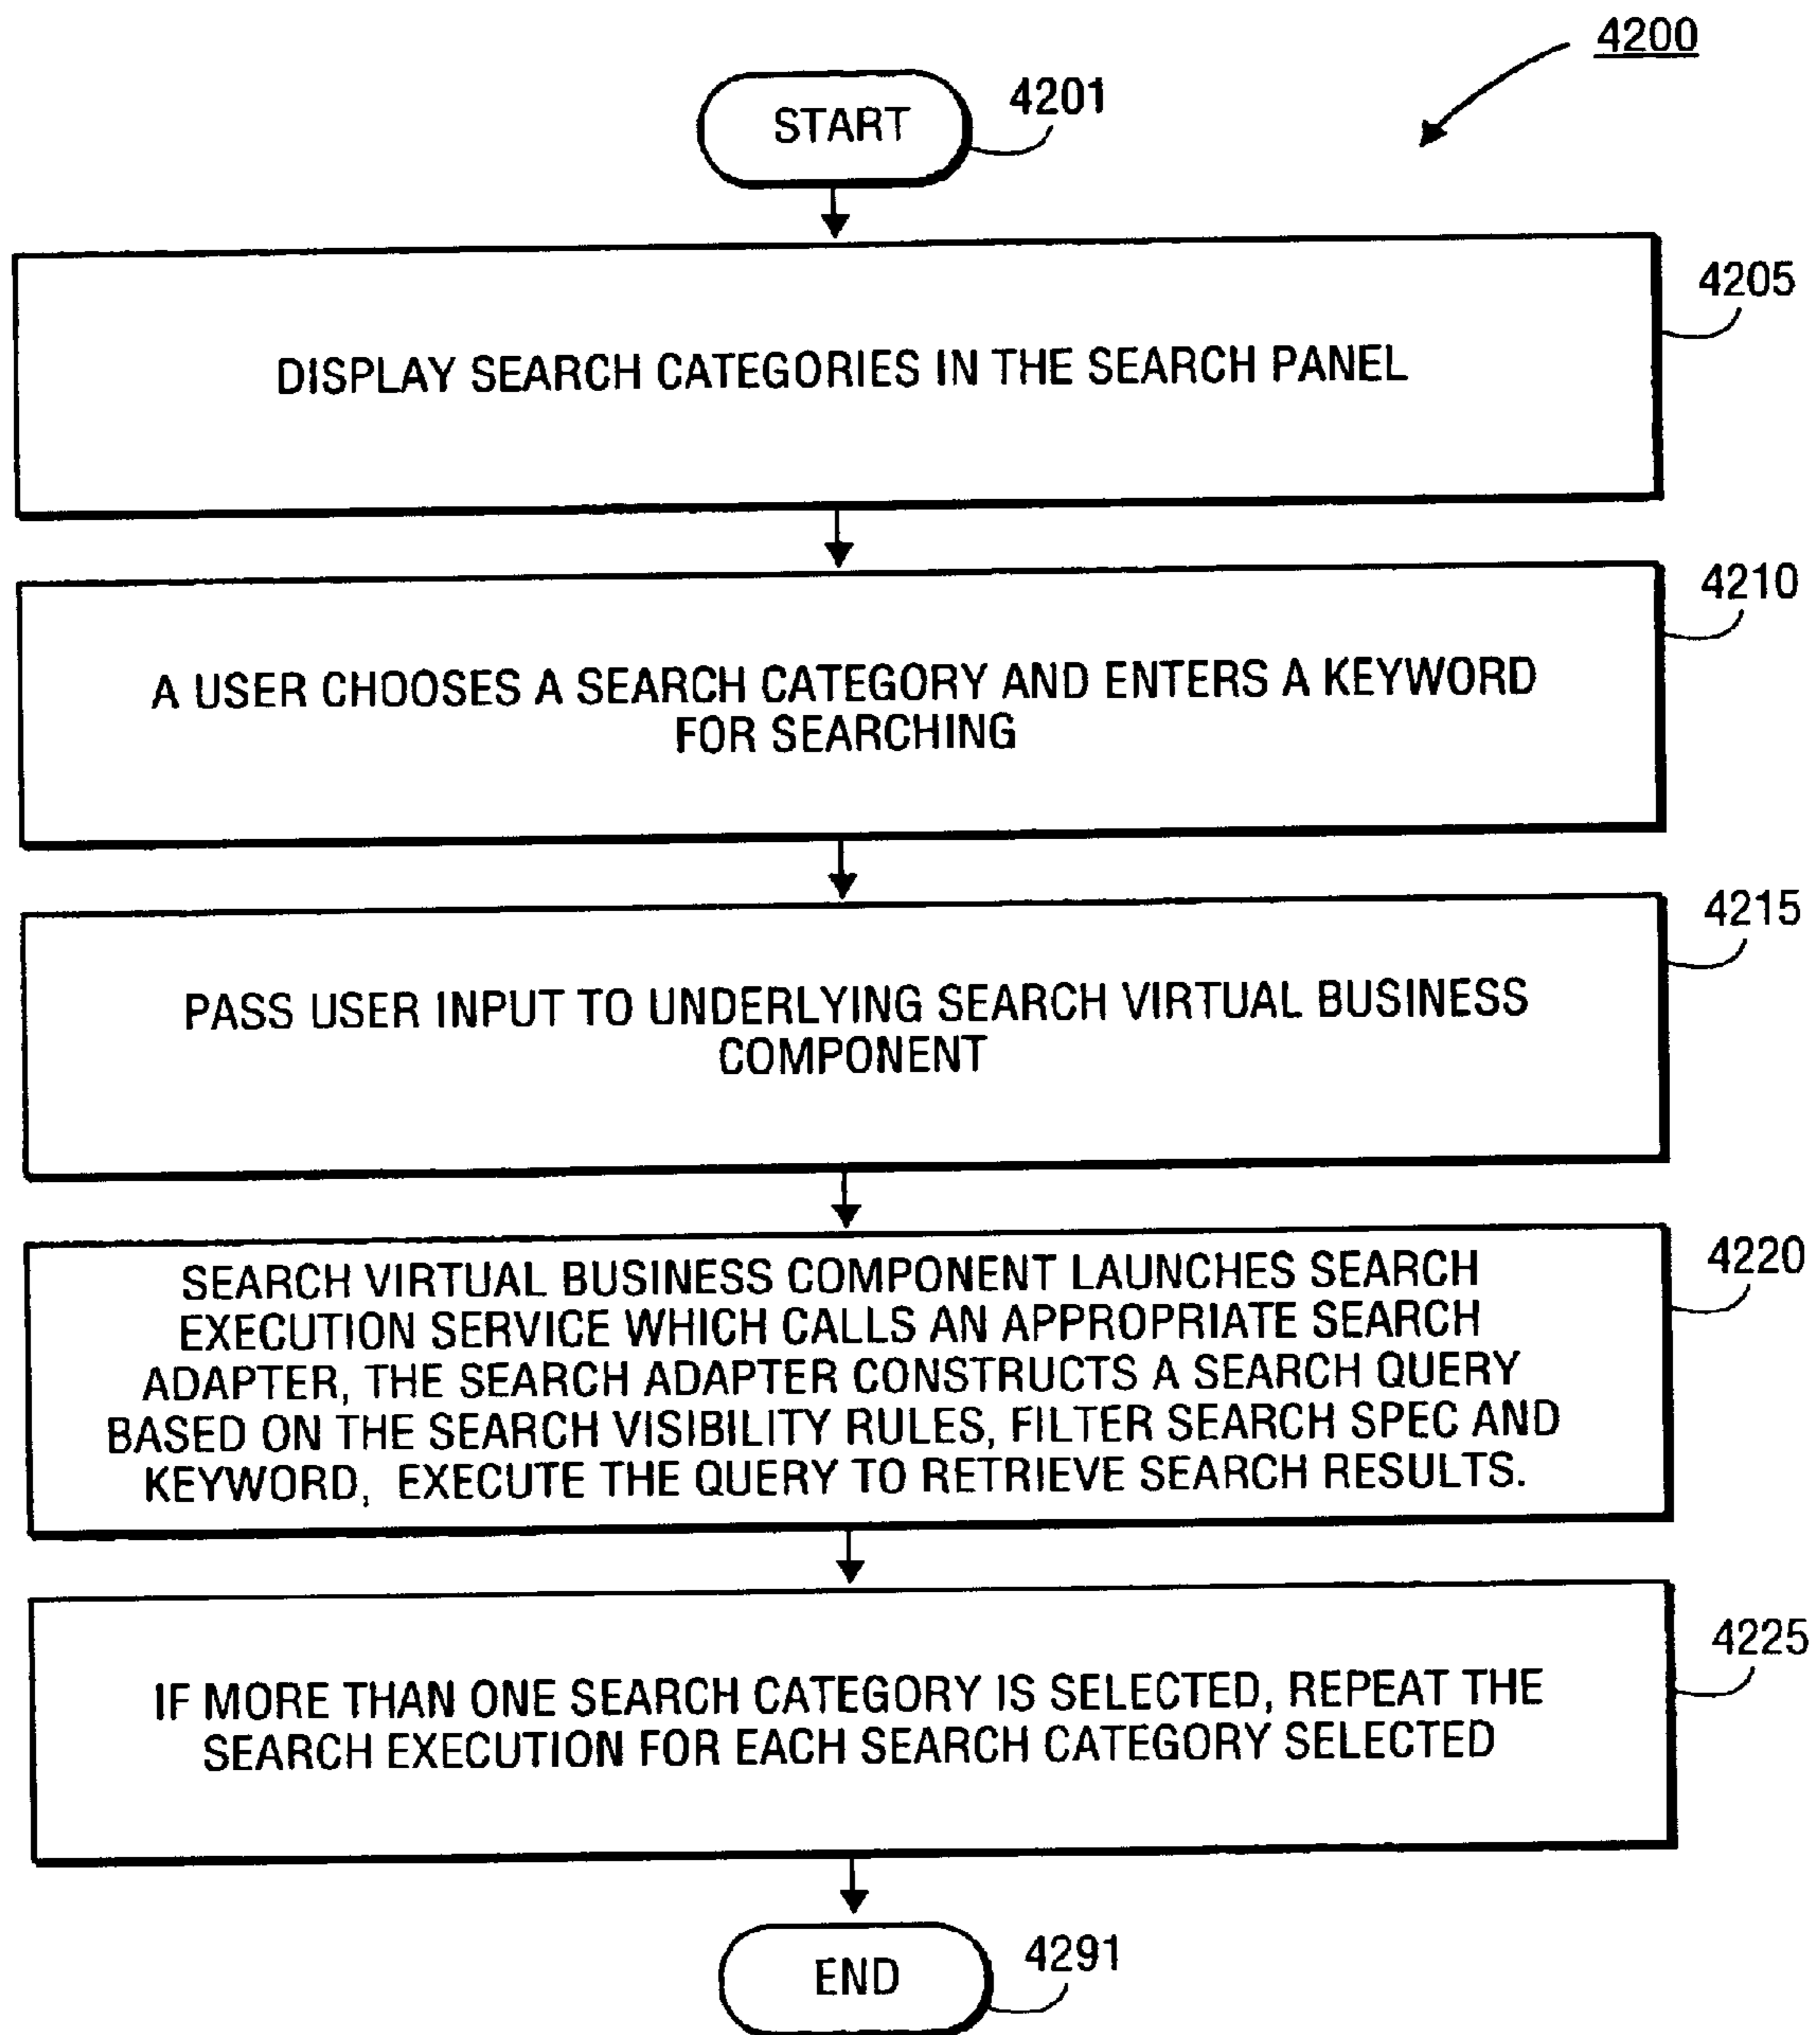 4200
START
4201
DISPLAY SEARCH CATEGORIES IN THE SEARCH PANEL
4205
A USER CHOOSES A SEARCH CATEGORY AND ENTERS A KEYWORD
FOR SEARCHING
4210
PASS USER INPUT TO UNDERLYING SEARCH VIRTUAL BUSINESS
COMPONENT
4215
SEARCH VIRTUAL BUSINESS COMPONENT LAUNCHES SEARCH
EXECUTION SERVICE WHICH CALLS AN APPROPRIATE SEARCH
ADAPTER, THE SEARCH ADAPTER CONSTRUCTS A SEARCH QUERY
BASED ON THE SEARCH VISIBILITY RULES, FILTER SEARCH SPEC AND
KEYWORD, EXECUTE THE QUERY TO RETRIEVE SEARCH RESULTS.
4220
IF MORE THAN ONE SEARCH CATEGORY IS SELECTED, REPEAT THE
SEARCH EXECUTION FOR EACH SEARCH CATEGORY SELECTED
4225
END
4291